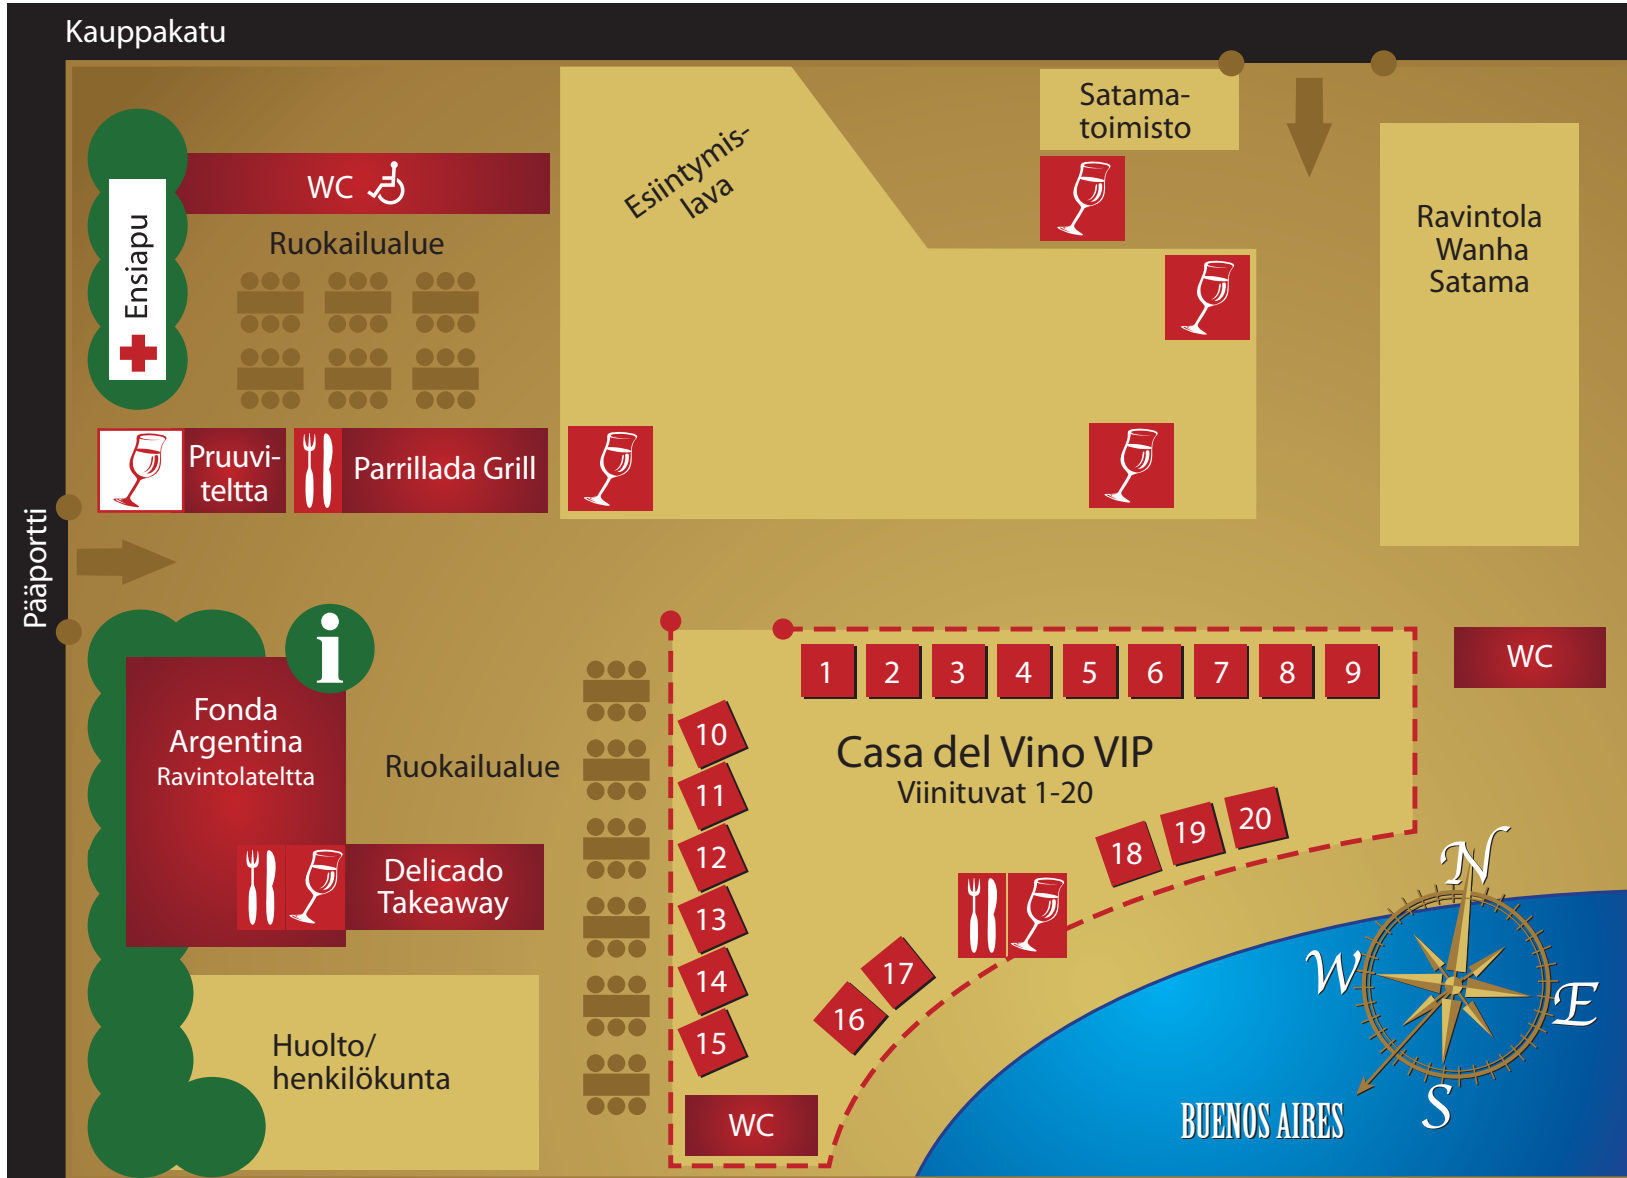 Kauppakatu
Satama-
toimisto
Esiintymis-
lava
WC
Ensiapu
Ruokailualue
Ravintola
Wanha
Satama
Pruuvi-
teltta
Parrillada Grill
Pääportti
i
Fonda
Argentina
Ravintolateltta
Ruokailualue
Delicado
Takeaway
Huolto/
henkilökunta
1 2 3 4 5 6 7 8 9
WC
10
11
12
13
14
15
Casa del Vino VIP
Viinituvat 1-20
16
17
18
19
20
WC
N
W
E
S
BUENOS AIRES